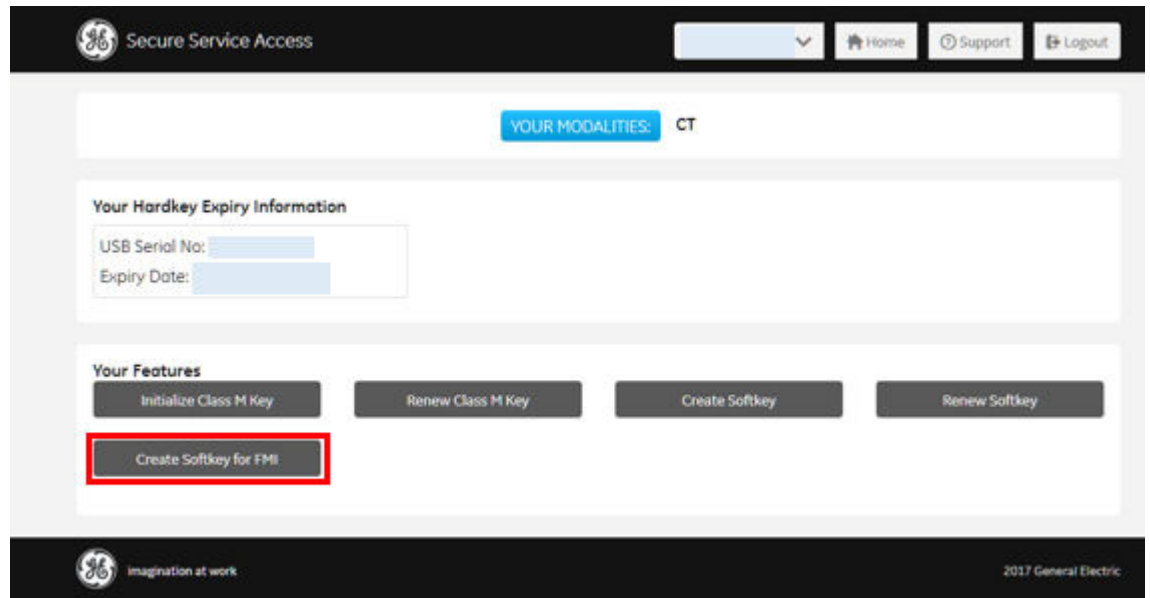 Secure Service Access
Home
Support
Logout
YOUR MODALITIES: CT
Your Hardkey Expiry Information
USB Serial No:
Expiry Date:
Your Features
Initialize Class M Key
Renew Class M Key
Create Softkey
Renew Softkey
Create Softkey for FMI
imagination at work
2017 General Electric